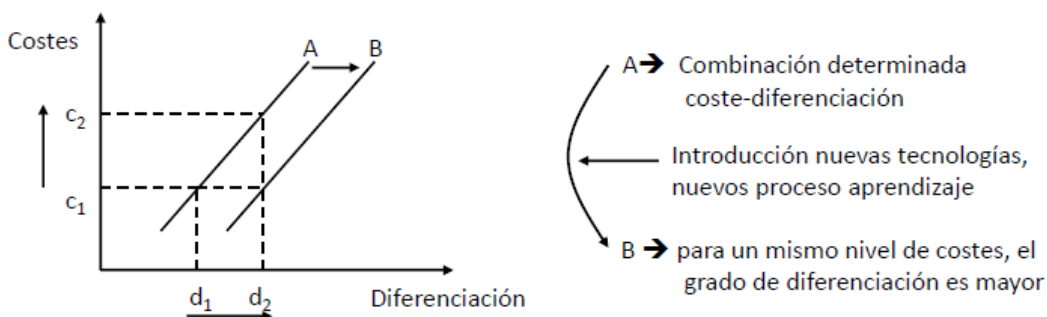 Costes
A
B
c₂
c₁
d₁
d₂
Diferenciación
A➔ Combinación determinada
coste-diferenciación
Introducción nuevas tecnologías,
nuevos proceso aprendizaje
B ➔ para un mismo nivel de costes, el
grado de diferenciación es mayor